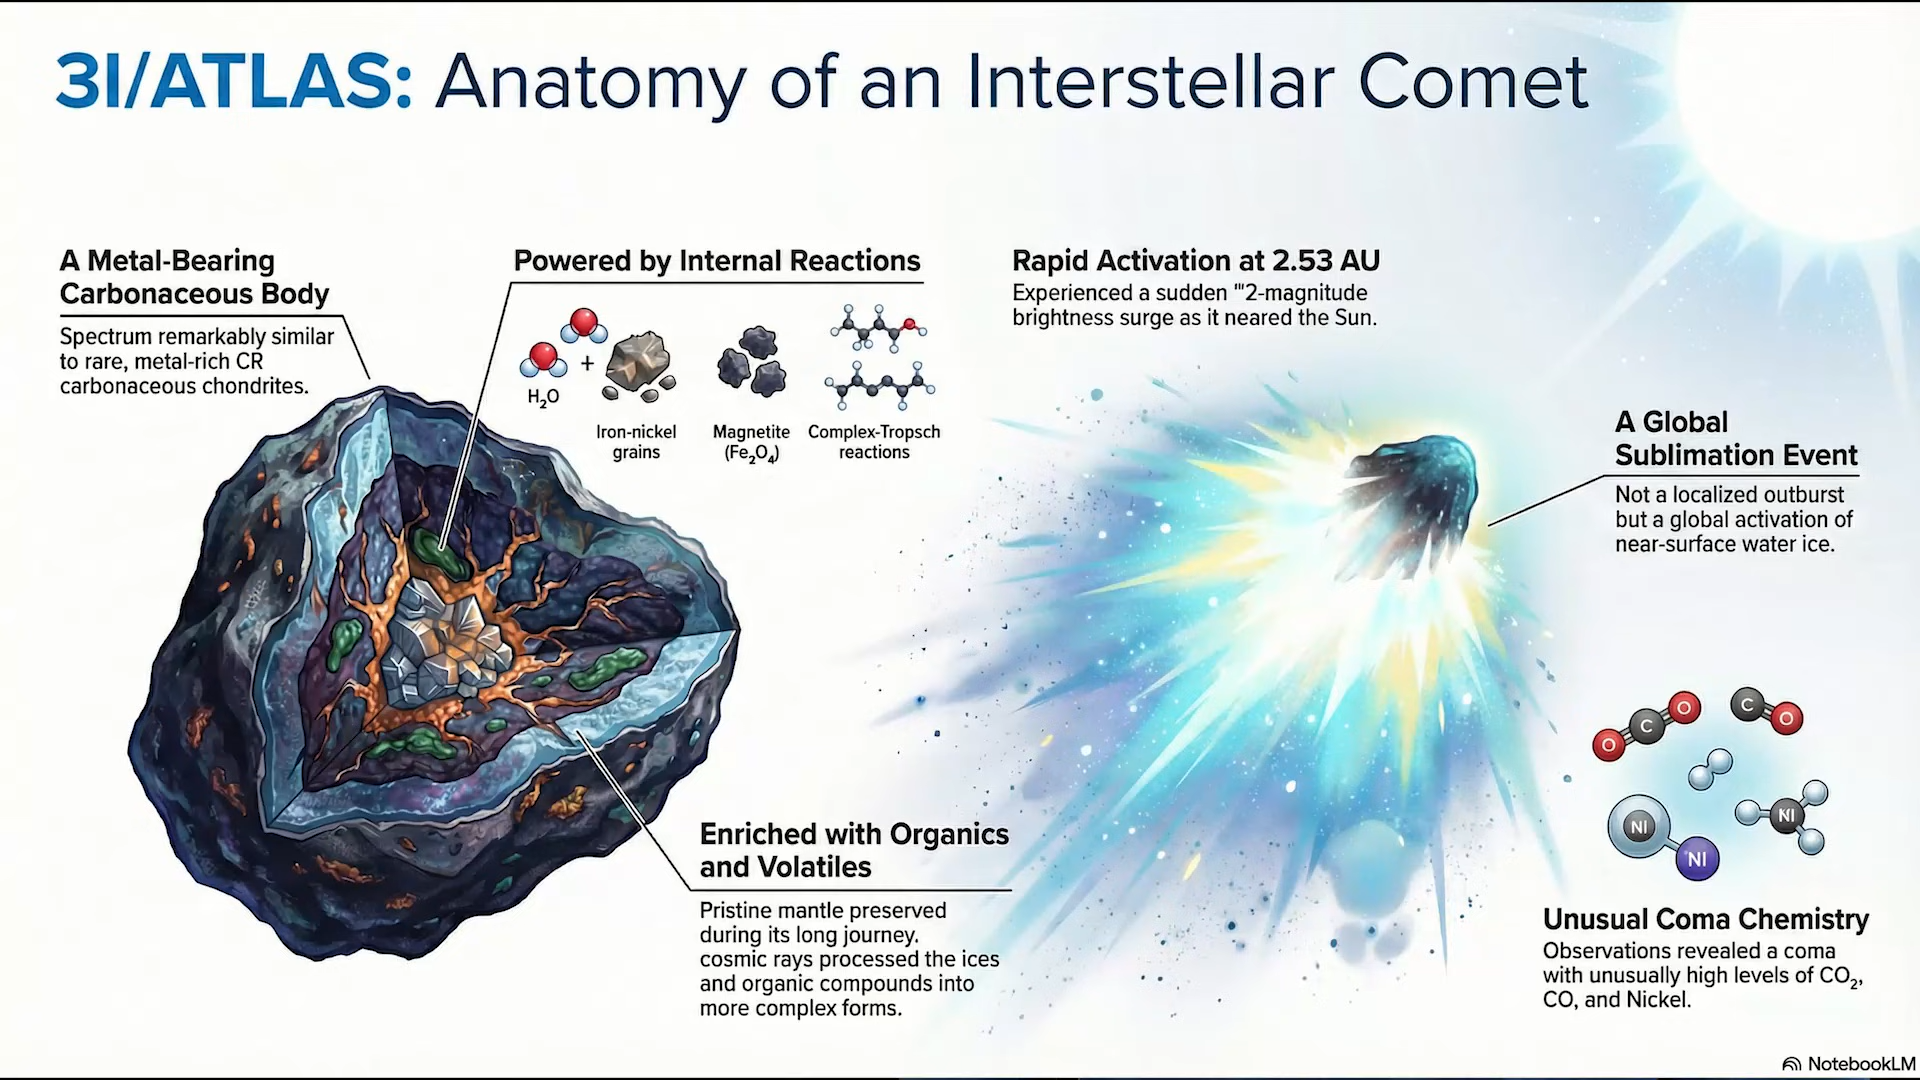 3I/ATLAS: Anatomy of an Interstellar Comet
A Metal-Bearing
Carbonaceous Body
Spectrum remarkably similar
to rare, metal-rich CR
carbonaceous chondrites.
Powered by Internal Reactions
+
H₂O
Iron-nickel
grains
Magnetite
(Fe₂O₄)
Complex-Tropsch
reactions
Rapid Activation at 2.53 AU
Experienced a sudden '"2-magnitude
brightness surge as it neared the Sun.
A Global
Sublimation Event
Not a localized outburst
but a global activation of
near-surface water ice.
Enriched with Organics
and Volatiles
Pristine mantle preserved
during its long journey.
cosmic rays processed the ices
and organic compounds into
more complex forms.
O C O
C O
NI
NI
NI
Unusual Coma Chemistry
Observations revealed a coma
with unusually high levels of CO₂,
CO, and Nickel.
NotebookLM